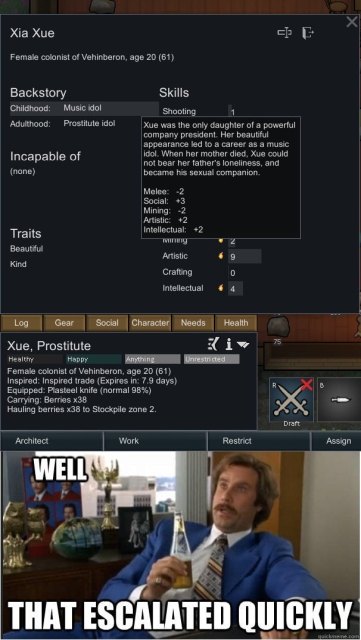 Xia Xue
Female colonist of Vehinberon, age 20 (61)
Backstory
Childhood: Music idol
Adulthood: Prostitute idol
Incapable of
(none)
Traits
Beautiful
Kind
Skills
Shooting 1
Xue was the only daughter of a powerful
company president. Her beautiful
appearance led to a career as a music
idol. When her mother died, Xue could
not bear her father's loneliness, and
became his sexual companion.
Melee: -2
Social: +3
Mining: -2
Artistic: +2
Intellectual: +2
Mining 2
Artistic 9
Crafting 0
Intellectual 4
Log Gear Social Character Needs Health
Xue, Prostitute
Healthy Happy Anything Unrestricted
Female colonist of Vehinberon, age 20 (61)
Inspired: Inspired trade (Expires in: 7.9 days)
Equipped: Plasteel knife (normal 98%)
Carrying: Berries x38
Hauling berries x38 to Stockpile zone 2.
75
R B
Draft
Architect Work Restrict Assign
WELL
THAT ESCALATED QUICKLY
quickmeme.com